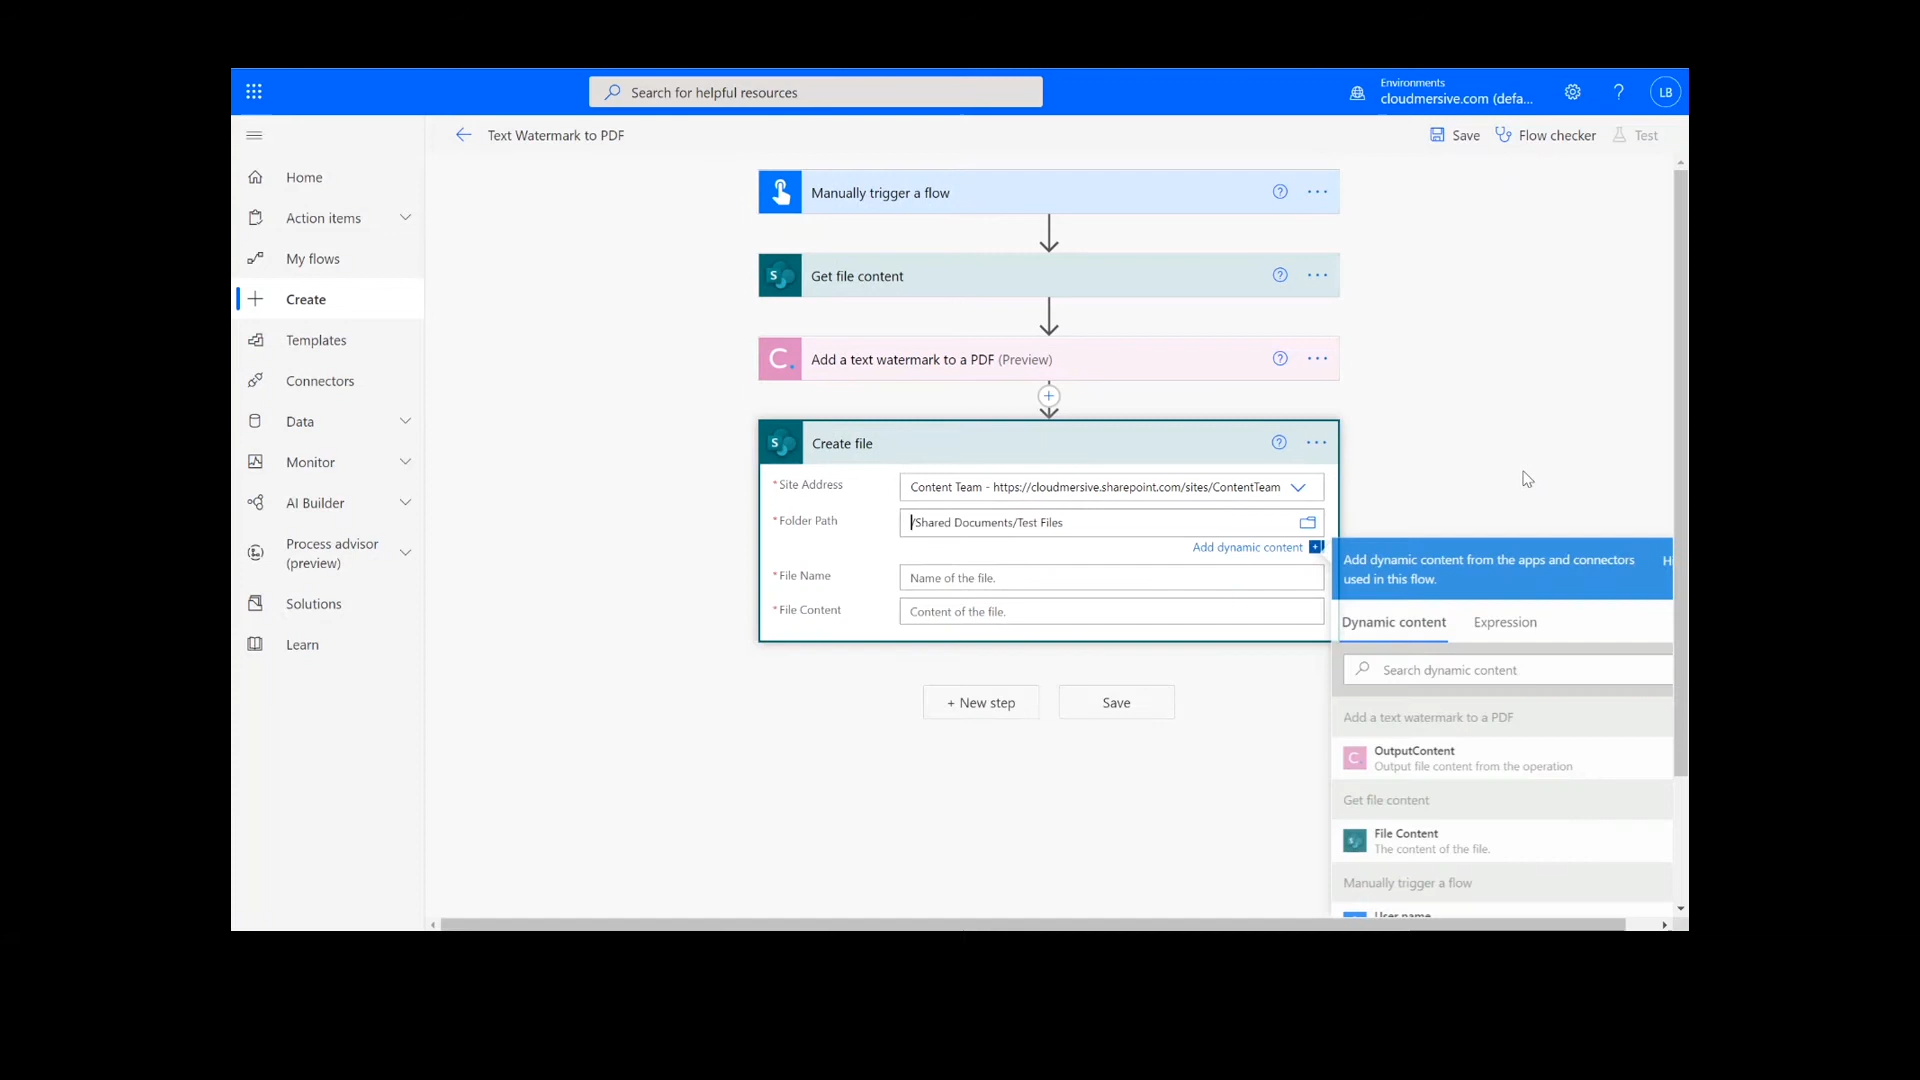 Search for helpful resources
Environments
cloudmersive.com (defa...
?
LB
Text Watermark to PDF
Save
Flow checker
Test
Home
Action items
My flows
Create
Templates
Connectors
Data
Monitor
AI Builder
Process advisor
(preview)
Solutions
Learn
Manually trigger a flow
Get file content
Add a text watermark to a PDF (Preview)
Create file
*Site Address
Content Team - https://cloudmersive.sharepoint.com/sites/ContentTeam
*Folder Path
/Shared Documents/Test Files
Add dynamic content
*File Name
Name of the file.
*File Content
Content of the file.
+ New step
Save
Add dynamic content from the apps and connectors
used in this flow.
Dynamic content
Expression
Search dynamic content
Add a text watermark to a PDF
OutputContent
Output file content from the operation
Get file content
File Content
The content of the file.
Manually trigger a flow
User name